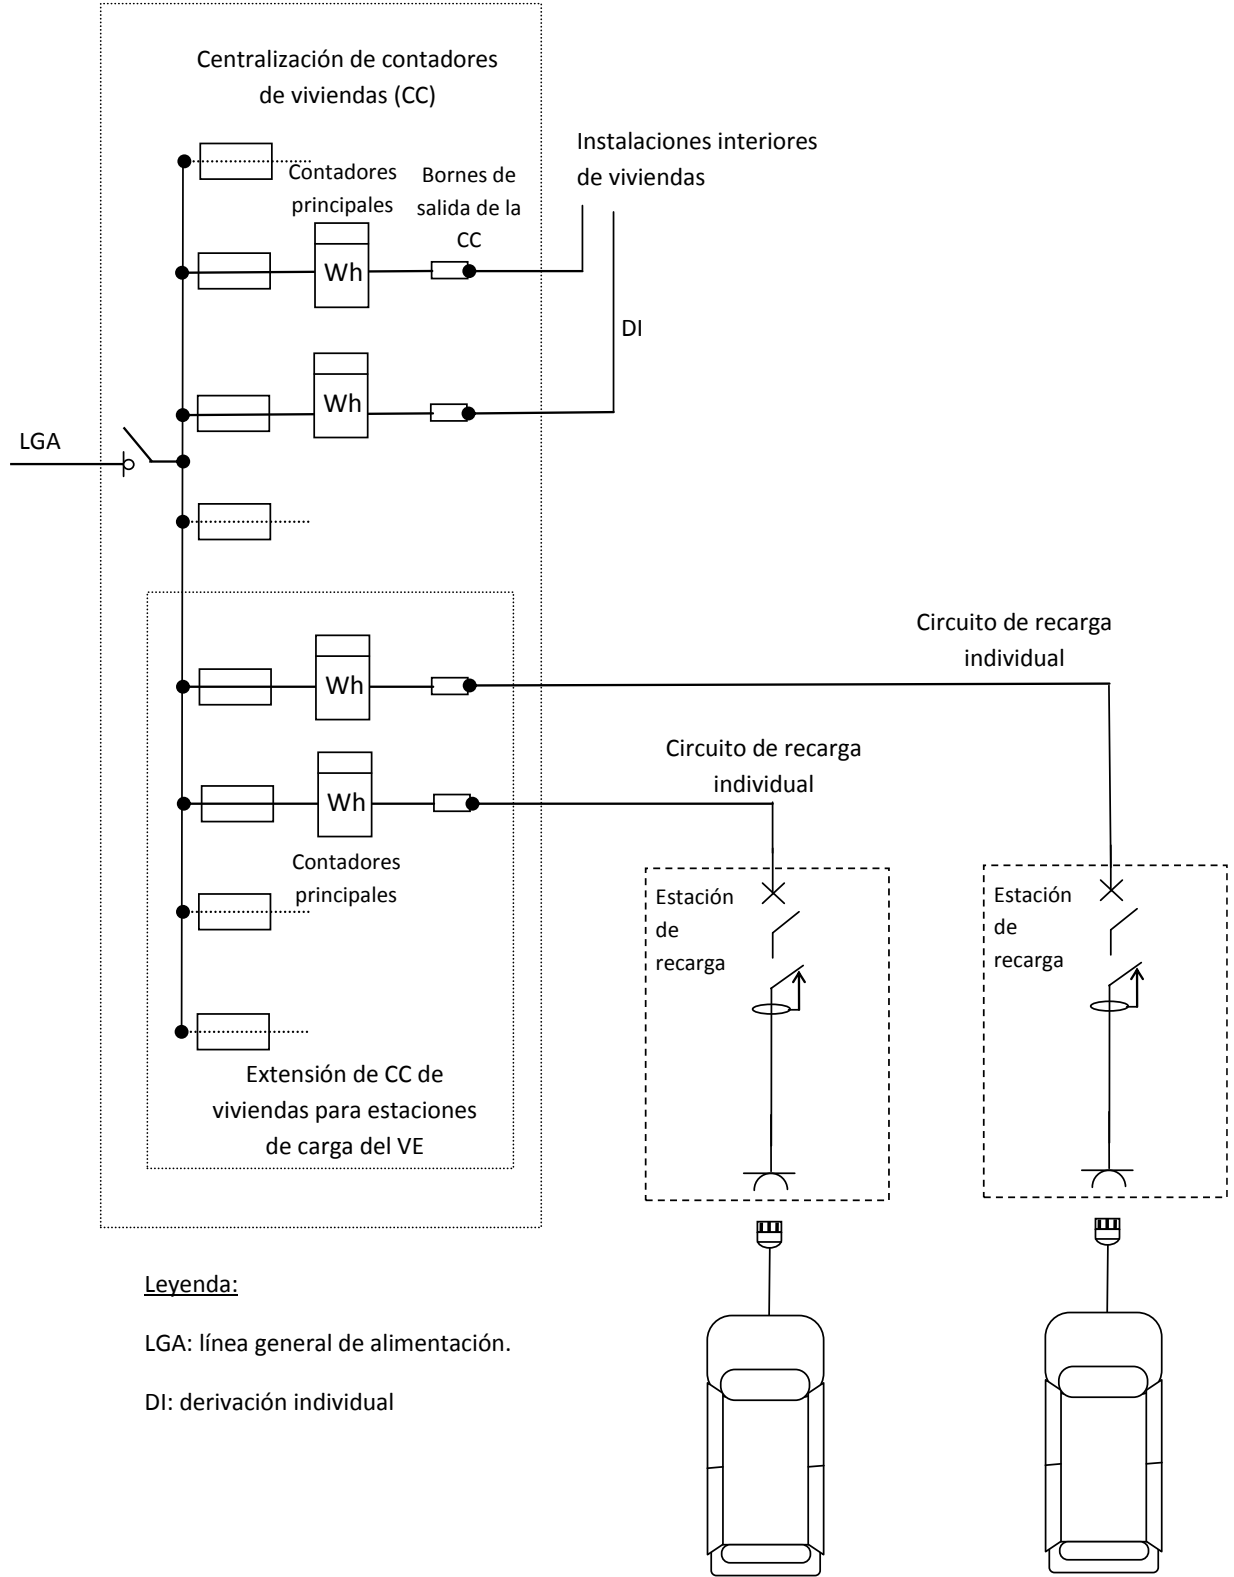 Centralización de contadores
de viviendas (CC)
Instalaciones interiores
de viviendas
Contadores
principales
Bornes de
salida de la
CC
Wh
DI
Wh
LGA
Circuito de recarga
individual
Wh
Circuito de recarga
individual
Wh
Contadores
principales
Estación
de
recarga
Estación
de
recarga
Extensión de CC de
viviendas para estaciones
de carga del VE
Leyenda:
LGA: línea general de alimentación.
DI: derivación individual